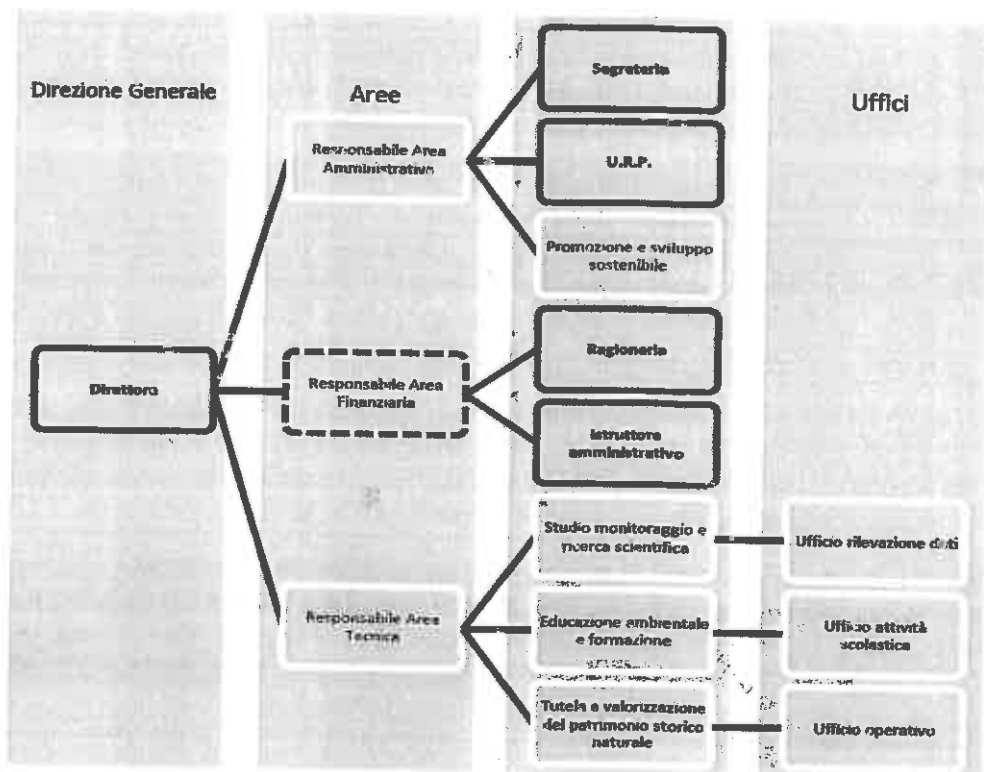 Direzione Generale
Aree
Uffici
Direttore
Responsabile Area
Amministrativo
Responsabile Area
Finanziaria
Responsabile Area
Tecnica
Segreteria
U.R.P.
Promozione e sviluppo
sostenibile
Ragioneria
Istruttore
amministrativo
Studio monitoraggio e
ricerca scientifica
Educazione ambientale
e formazione
Tutela e valorizzazione
del patrimonio storico
naturale
Ufficio rilevazione dati
Ufficio attività
scolastica
Ufficio operativo